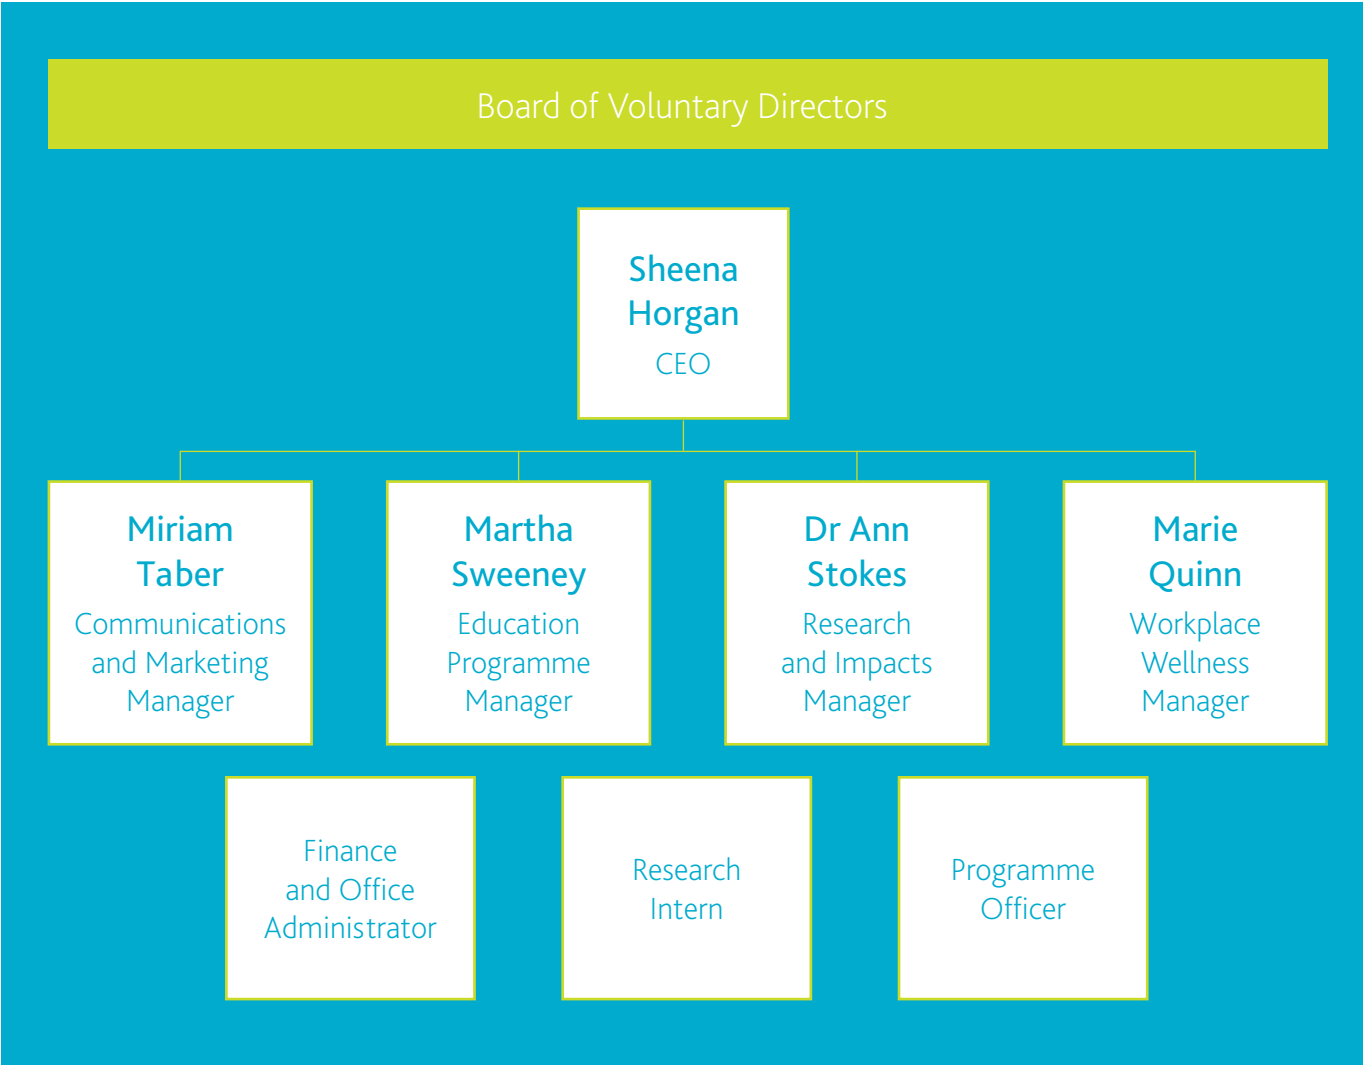 Board of Voluntary Directors
Sheena
Horgan
CEO
Miriam
Taber
Communications
and Marketing
Manager
Martha
Sweeney
Education
Programme
Manager
Dr Ann
Stokes
Research
and Impacts
Manager
Marie
Quinn
Workplace
Wellness
Manager
Finance
and Office
Administrator
Research
Intern
Programme
Officer